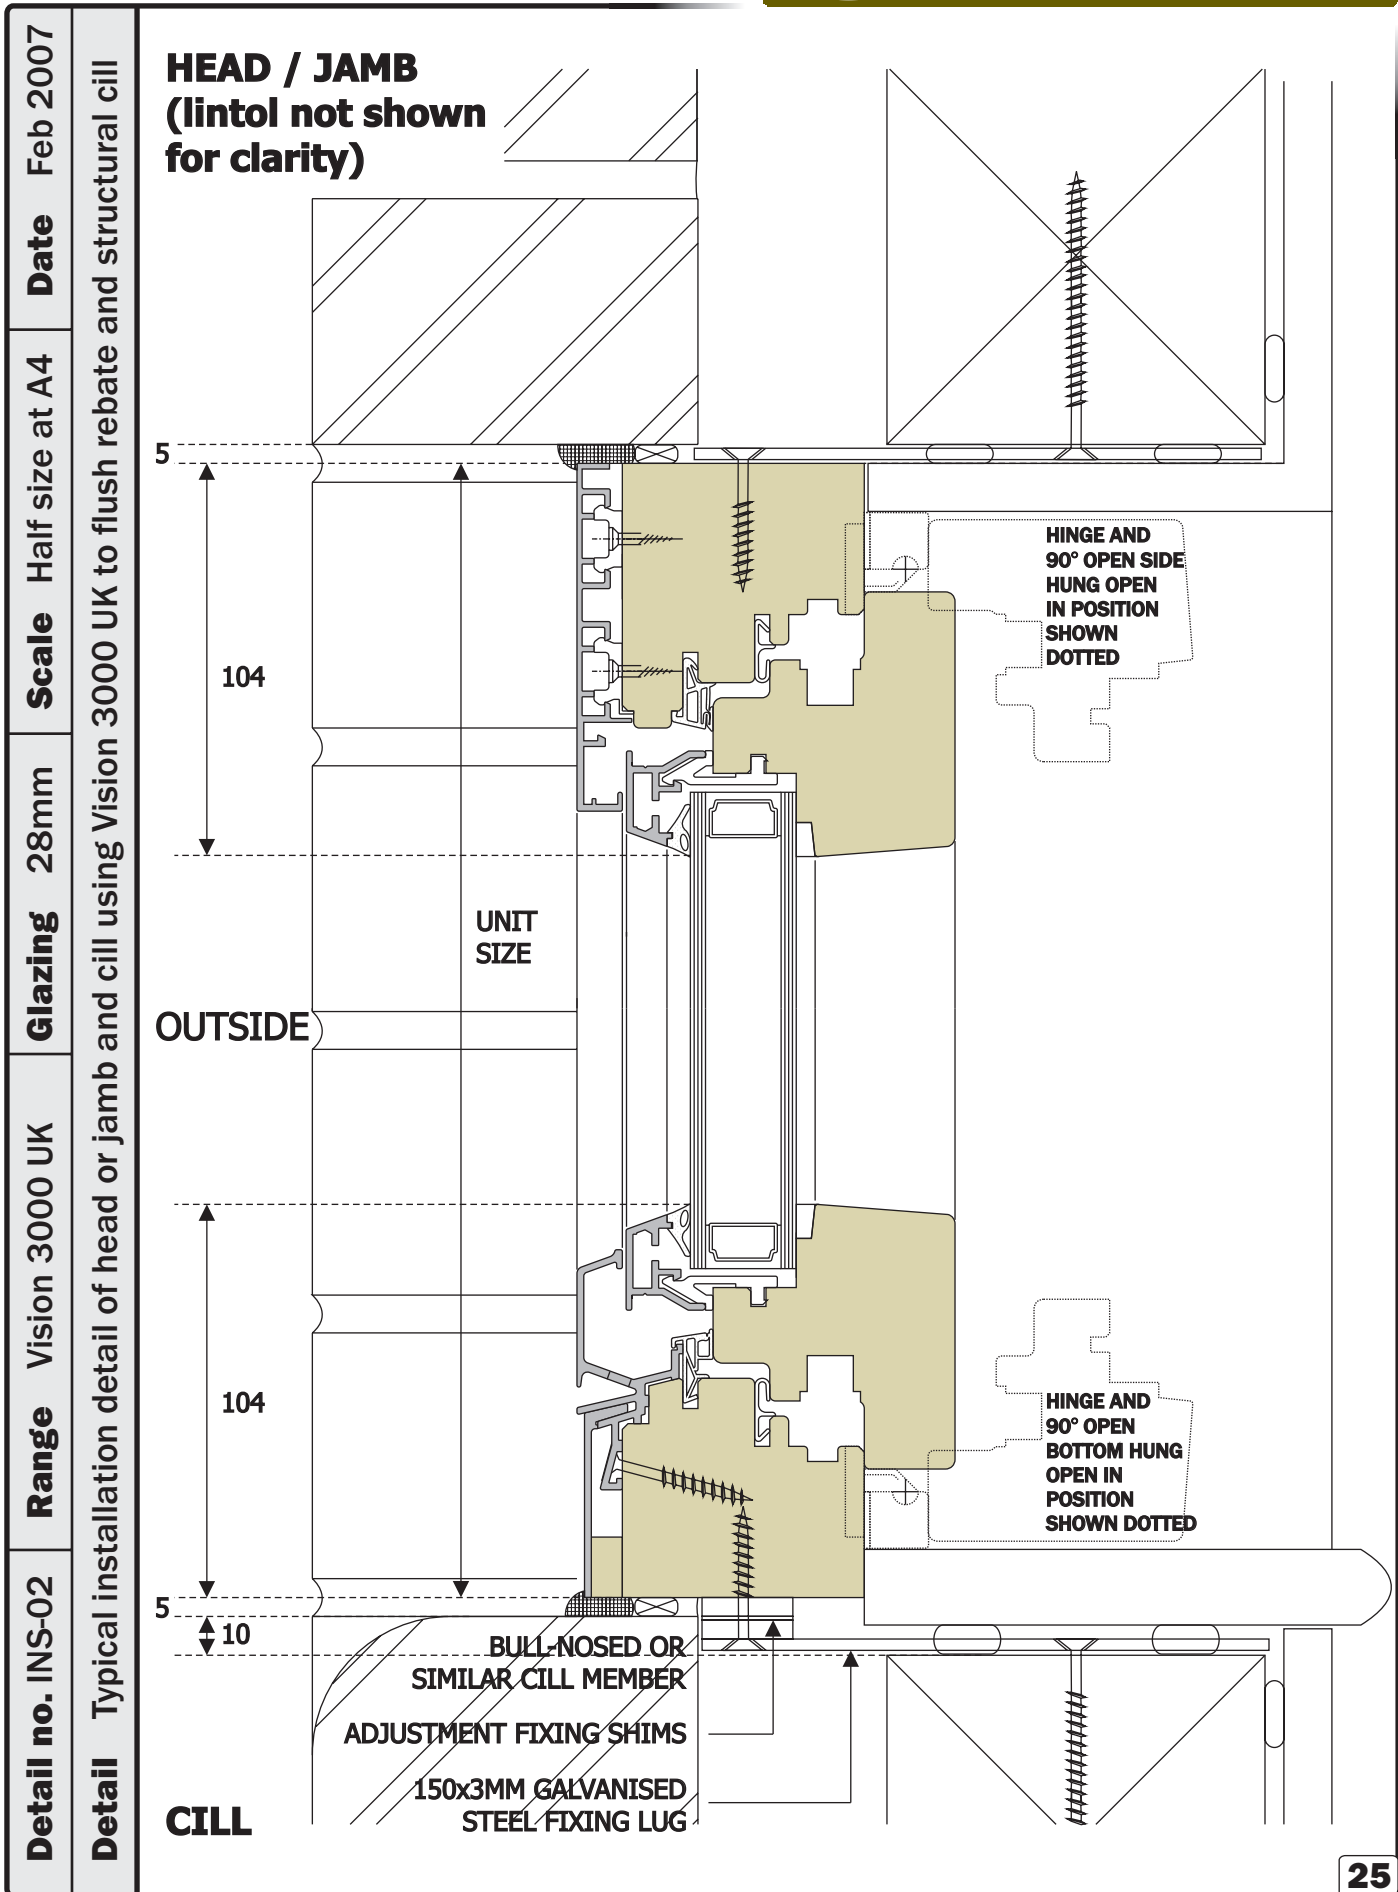 Detail no. INS-02 Range Vision 3000 UK Glazing 28mm Scale Half size at A4 Date Feb 2007
Detail Typical installation detail of head or jamb and cill using Vision 3000 UK to flush rebate and structural cill
HEAD / JAMB
(lintol not shown
for clarity)
5
104
HINGE AND
90° OPEN SIDE
HUNG OPEN
IN POSITION
SHOWN
DOTTED
UNIT
SIZE
OUTSIDE
104
HINGE AND
90° OPEN
BOTTOM HUNG
OPEN IN
POSITION
SHOWN DOTTED
5
10
BULL-NOSED OR
SIMILAR CILL MEMBER
ADJUSTMENT FIXING SHIMS
150x3MM GALVANISED
STEEL FIXING LUG
CILL
25